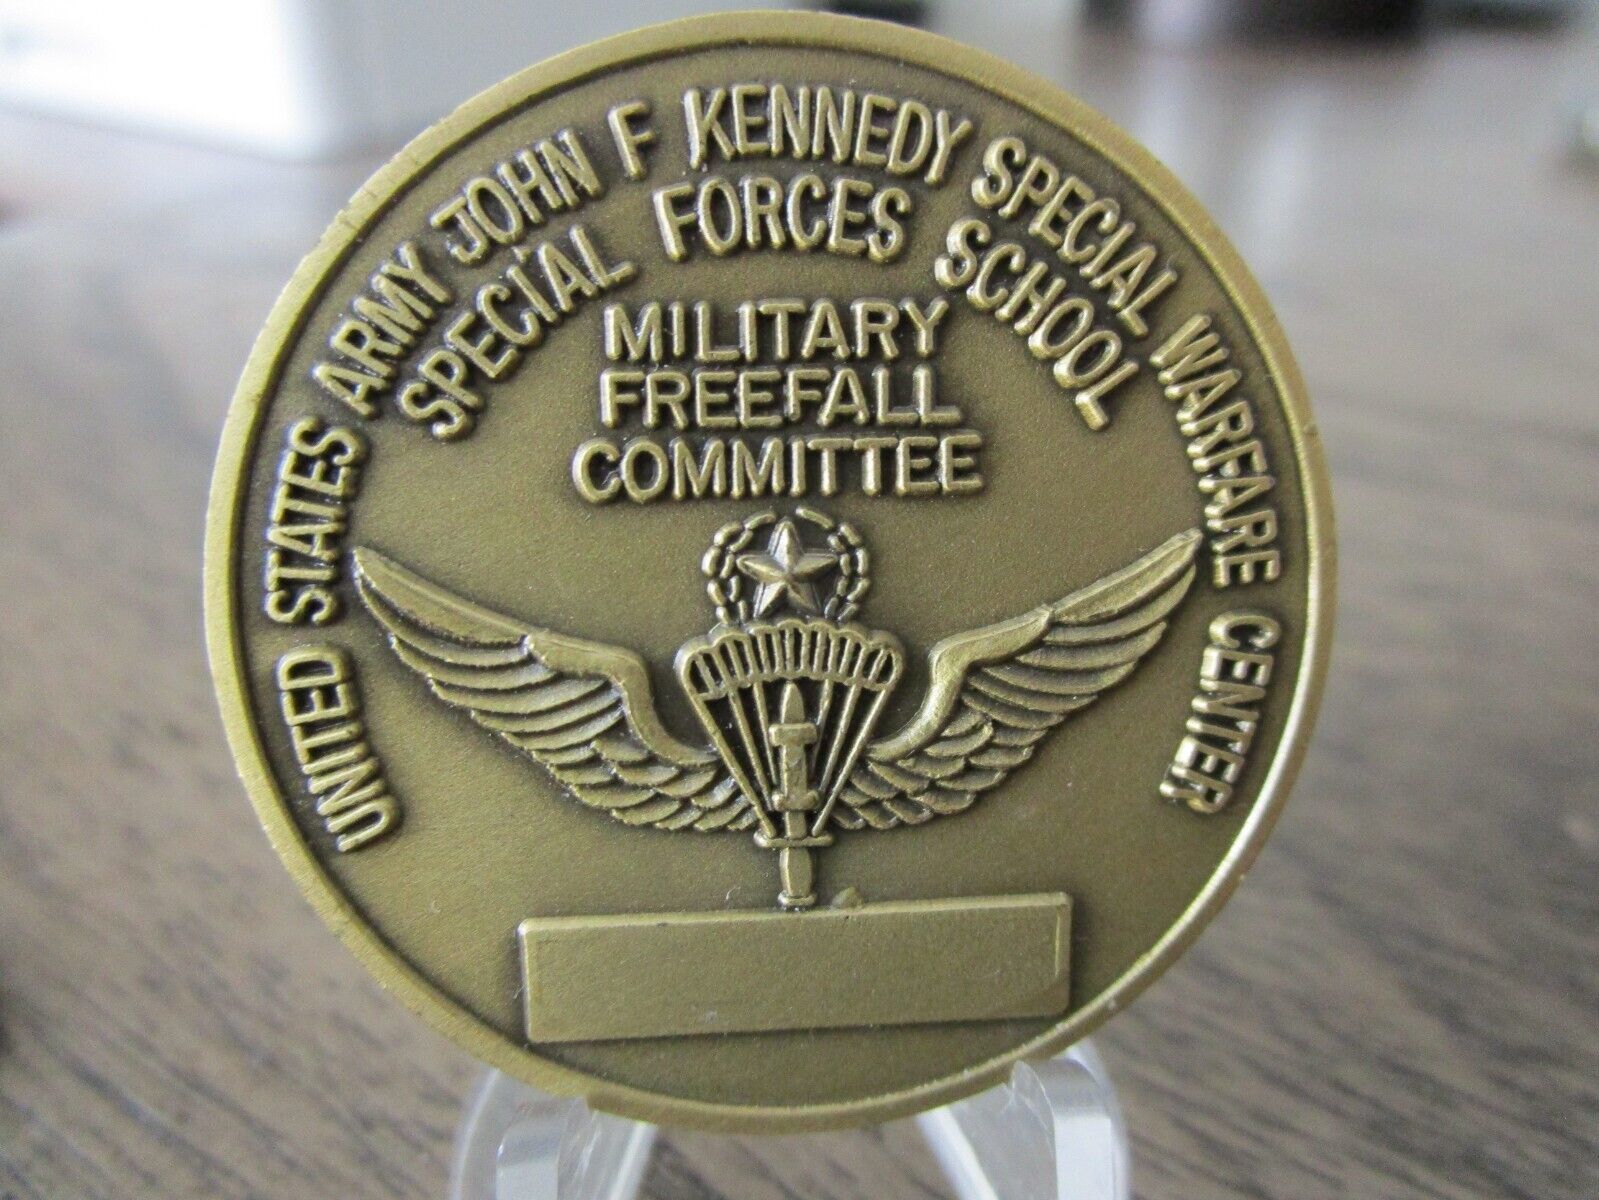 UNITED STATES ARMY JOHN F KENNEDY SPECIAL WARFARE CENTER
SPECIAL FORCES SCHOOL
MILITARY
FREEFALL
COMMITTEE